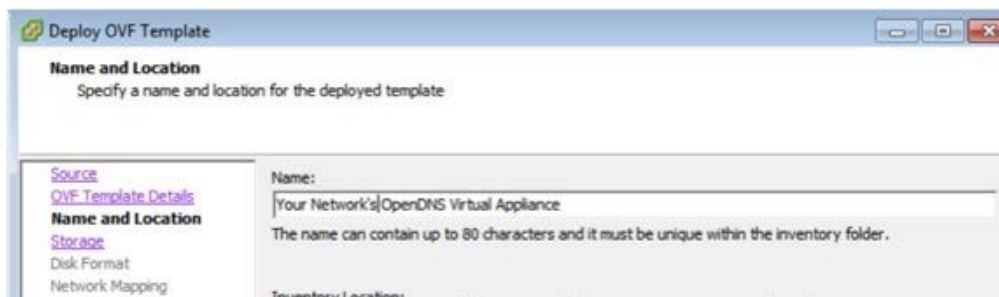 Deploy OVF Template
Name and Location
Specify a name and location for the deployed template
Source
OVF Template Details
Name and Location
Storage
Disk Format
Network Mapping
Name:
Your Network's OpenDNS Virtual Appliance
The name can contain up to 80 characters and it must be unique within the inventory folder.
Inventory Location: